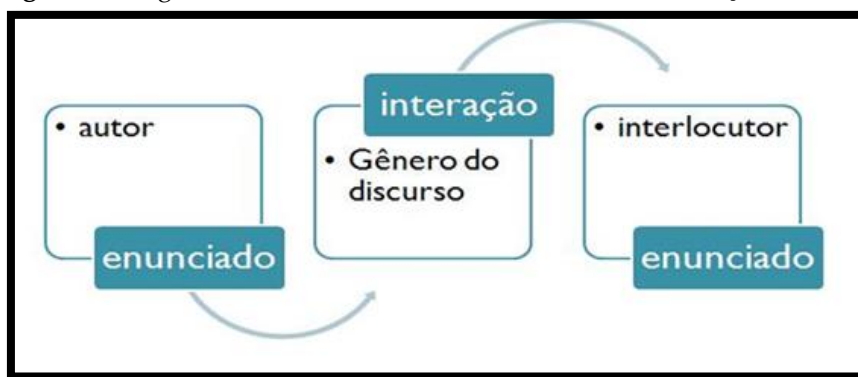 • autor
enunciado
interação
• Gênero do
discurso
• interlocutor
enunciado